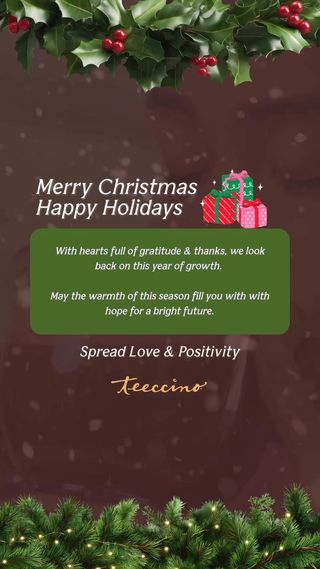 Merry Christmas
Happy Holidays
With hearts full of gratitude & thanks, we look
back on this year of growth.
May the warmth of this season fill you with with
hope for a bright future.
Spread Love & Positivity
teeccino